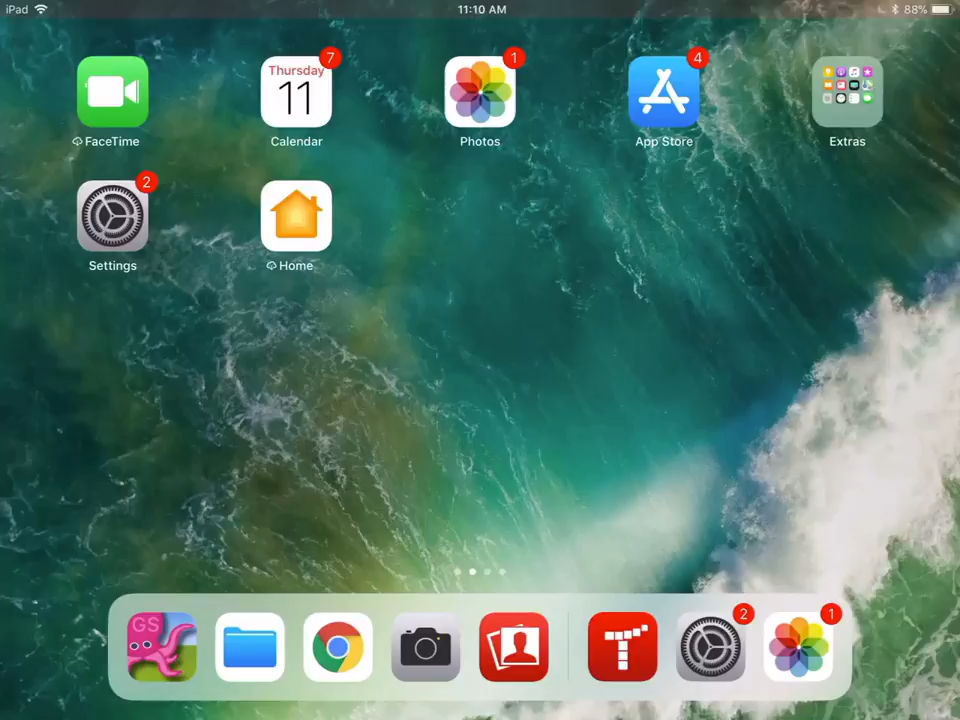 iPad
11:10 AM
88%
7
1
4
Thursday
11
FaceTime
Calendar
Photos
App Store
Extras
2
Settings
Home
GS
2
1